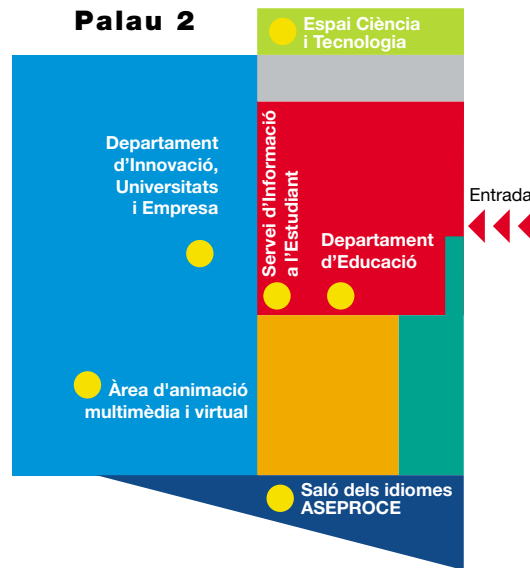 Palau 2
Espai Ciència
i Tecnologia
Departament
d’Innovació,
Universitats
i Empresa
Servei d’Informació
a l’Estudiant
Entrada
Departament
d’Educació
Àrea d'animació
multimèdia i virtual
Saló dels idiomes
ASEPROCE